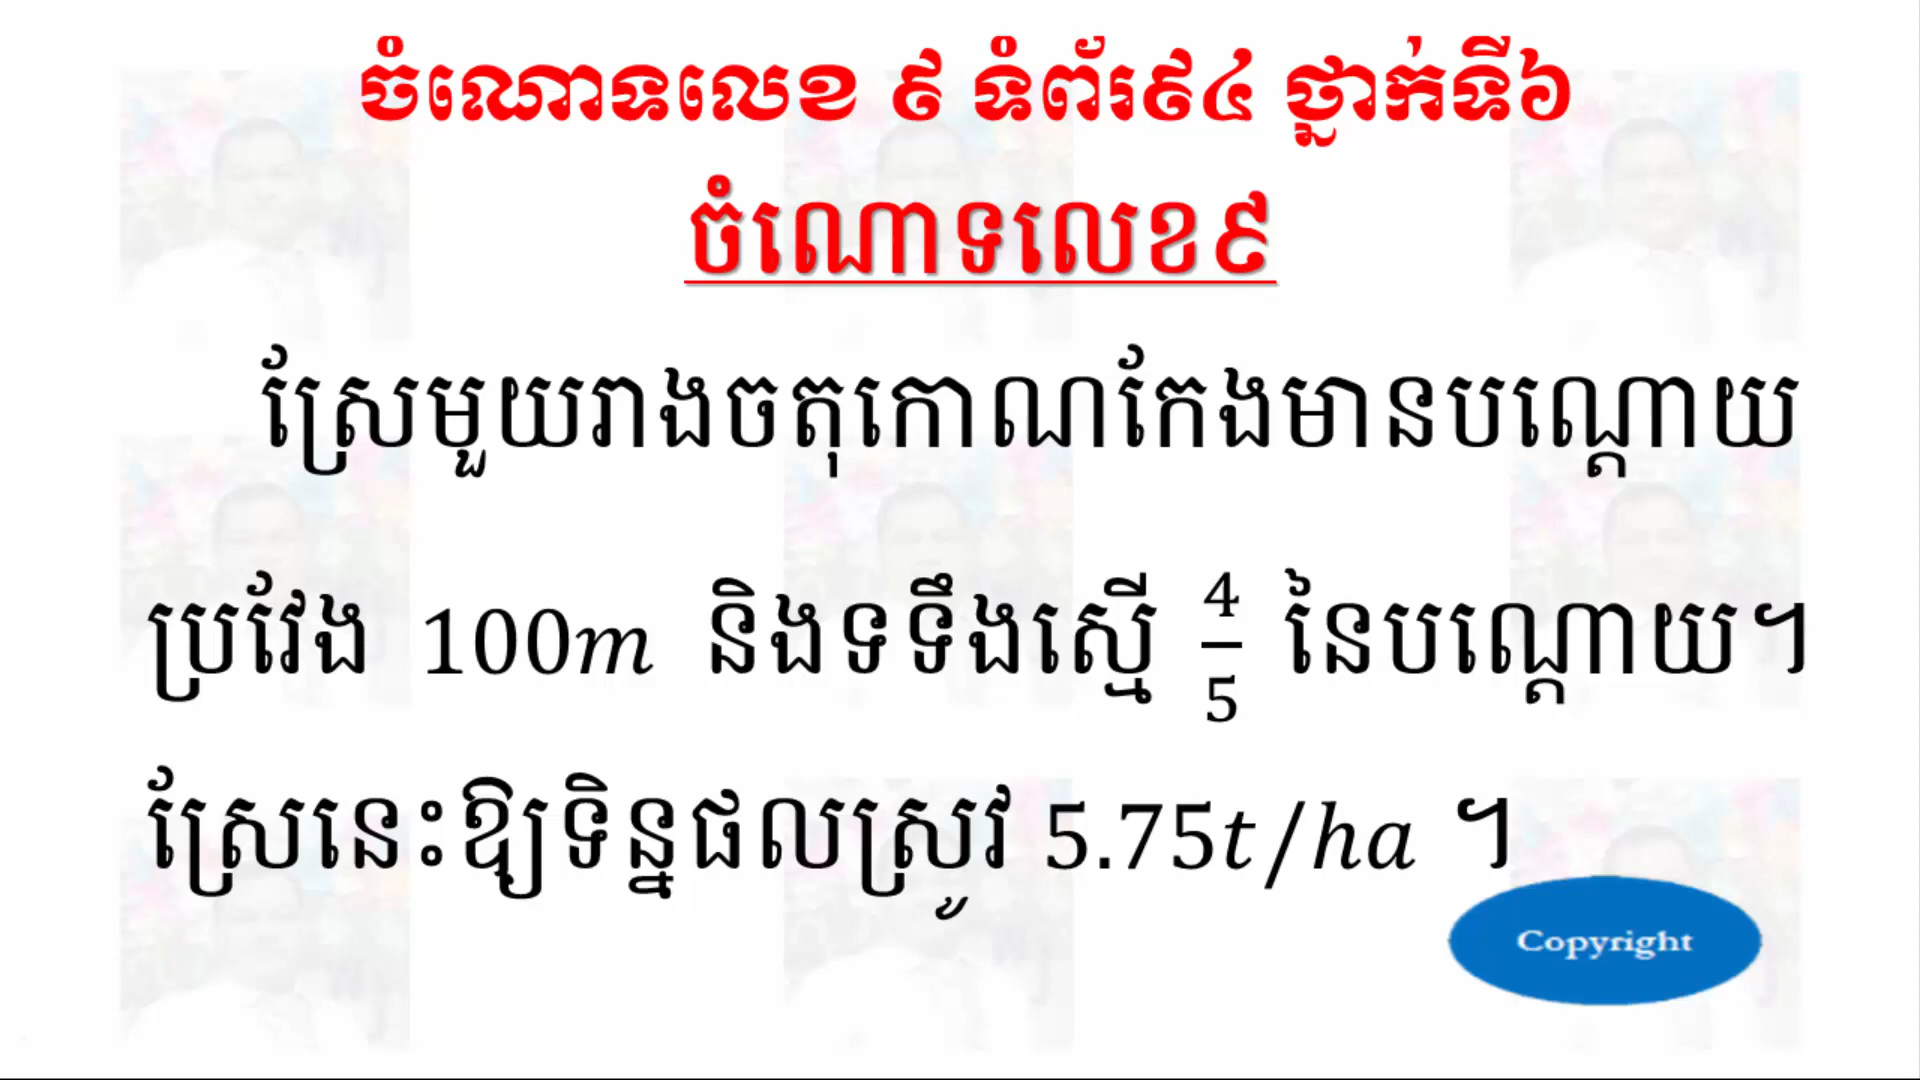 ចំណោទលេខ ៩ ទំព័រ៩៤ ថ្នាក់ទី៦
ចំណោទលេខ៩
ស្រែមួយរាងចតុកោណកែងមានបណ្ដោយ
ប្រវែង 100m និងទទឹងស្មើ 4/5 នៃបណ្ដោយ។
ស្រែនេះឱ្យទិន្នផលស្រូវ 5.75t/ha ។
Copyright